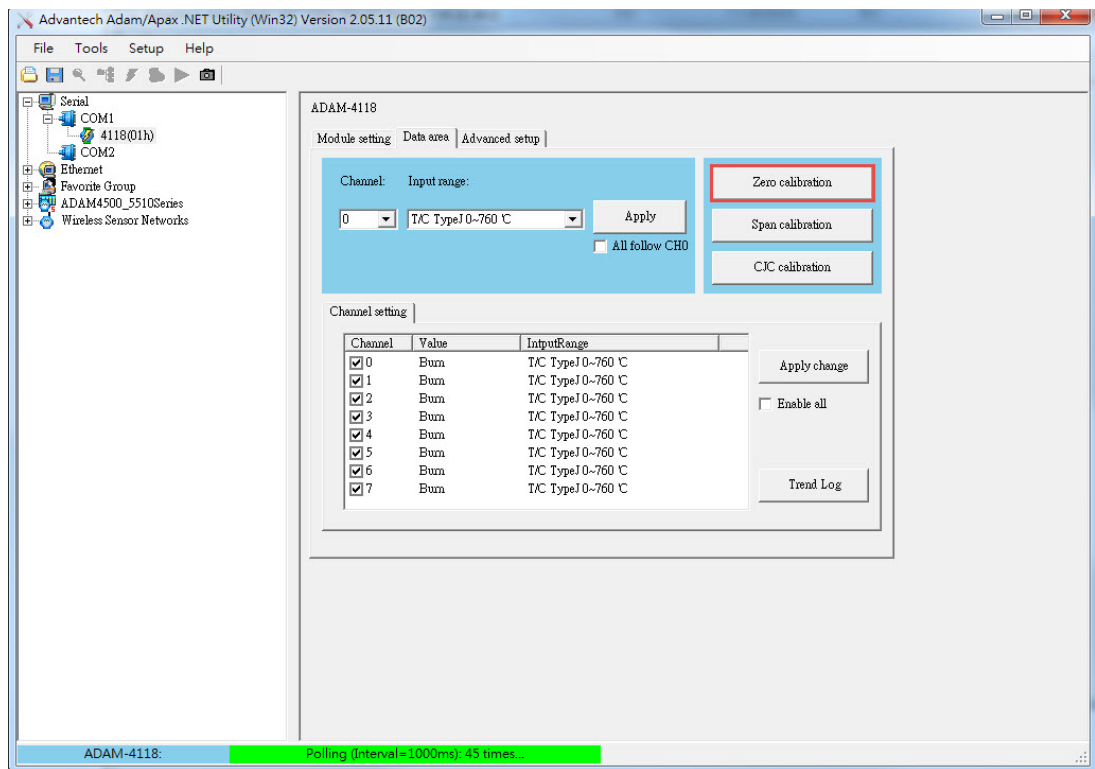 Advantech Adam/Apax .NET Utility (Win32) Version 2.05.11 (B02)
File Tools Setup Help
Serial
COM1
4118(01h)
COM2
Ethernet
Favorite Group
ADAM4500_5510Series
Wireless Sensor Networks
ADAM-4118
Module setting Data area Advanced setup
Channel: Input range:
0 T/C TypeJ 0~760 ℃ Apply
All follow CH0
Zero calibration
Span calibration
CJC calibration
Channel setting
Channel Value IntputRange
0 Burn T/C TypeJ 0~760 ℃
1 Burn T/C TypeJ 0~760 ℃
2 Burn T/C TypeJ 0~760 ℃
3 Burn T/C TypeJ 0~760 ℃
4 Burn T/C TypeJ 0~760 ℃
5 Burn T/C TypeJ 0~760 ℃
6 Burn T/C TypeJ 0~760 ℃
7 Burn T/C TypeJ 0~760 ℃
Apply change
Enable all
Trend Log
ADAM-4118: Polling (Interval=1000ms): 45 times...